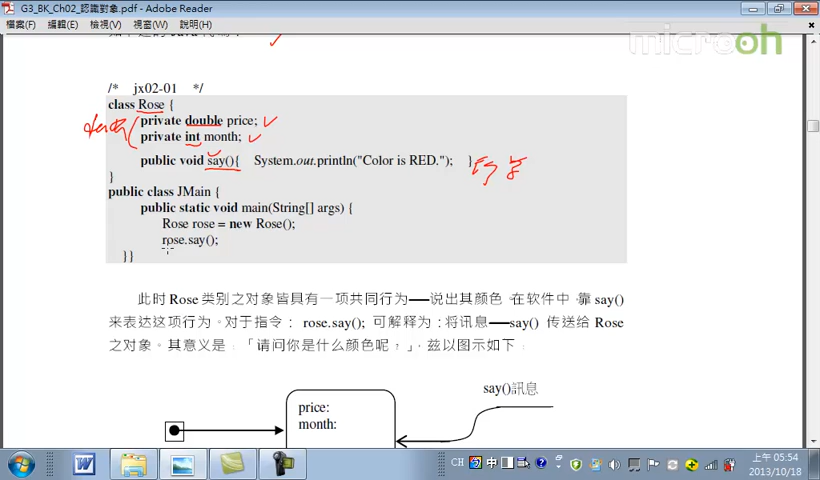 G3_BK_Ch02_認識對象.pdf - Adobe Reader
檔案(F) 編輯(E) 檢視(V) 視窗(W) 說明(H)
microoh
/* jx02-01 */
class Rose {
private double price;
private int month;
public void say(){ System.out.println("Color is RED."); }
}
public class JMain {
public static void main(String[] args) {
Rose rose = new Rose();
rose.say();
}}
此时 Rose 类别之对象皆具有一项共同行为──说出其颜色 在软件中 靠 say()
来表达这项行为。对于指令： rose.say(); 可解释为：将讯息──say() 传送给 Rose
之对象。其意义是：「请问你是什么颜色呢？」，兹以图示如下：
say()訊息
price:
month:
CH 中
上午 05:54
2013/10/18